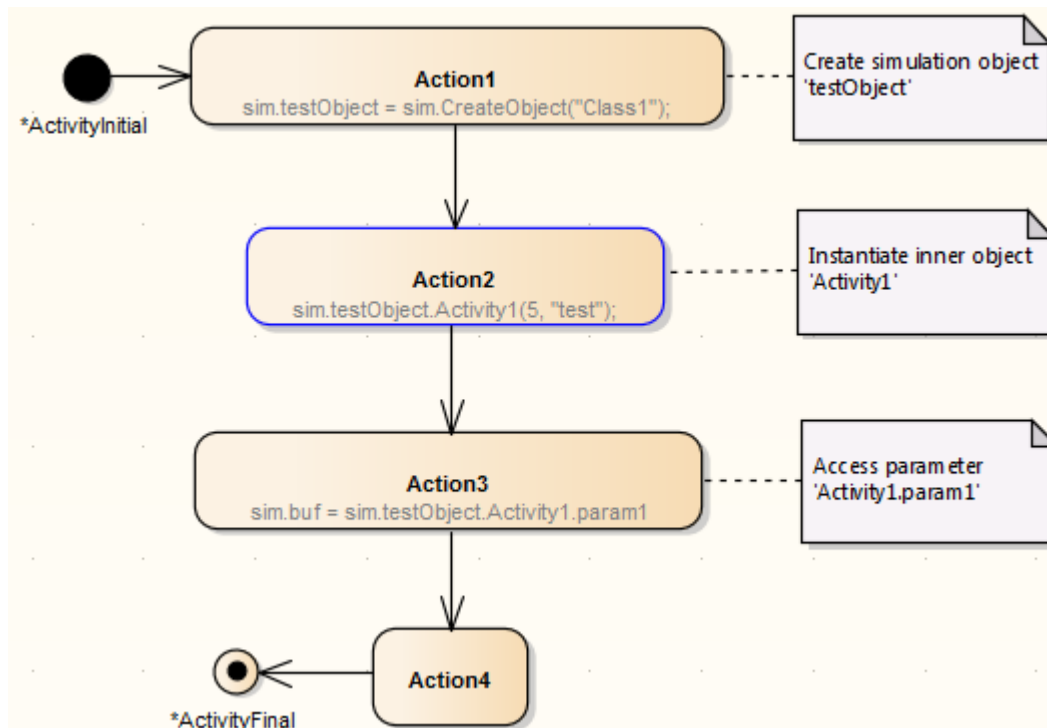 Action1
sim.testObject = sim.CreateObject("Class1");
Create simulation object
'testObject'
*ActivityInitial
Action2
sim.testObject.Activity1(5, "test");
Instantiate inner object
'Activity1'
Action3
sim.buf = sim.testObject.Activity1.param1
Access parameter
'Activity1.param1'
Action4
*ActivityFinal